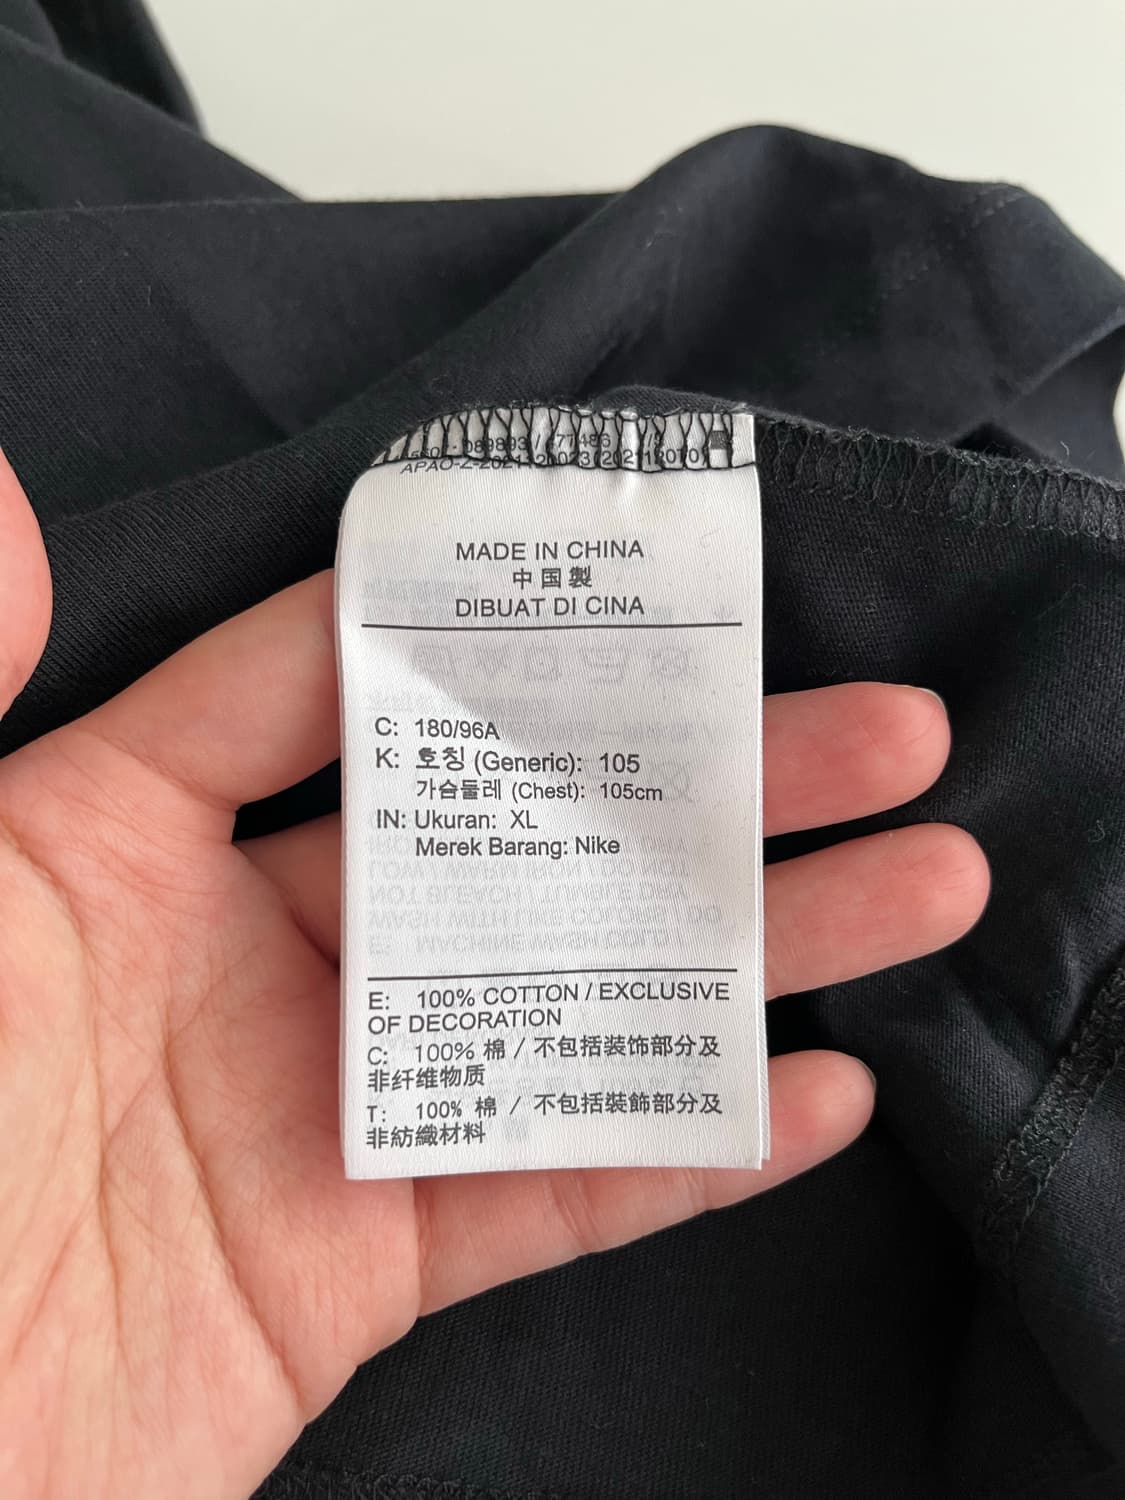 MADE IN CHINA
中国製
DIBUAT DI CINA
C: 180/96A
K: 호칭 (Generic): 105
가슴둘레 (Chest): 105cm
IN: Ukuran: XL
Merek Barang: Nike
E: 100% COTTON / EXCLUSIVE
OF DECORATION
C: 100% 棉 / 不包括装饰部分及
非纤维物质
T: 100% 棉 / 不包括裝飾部分及
非紡織材料